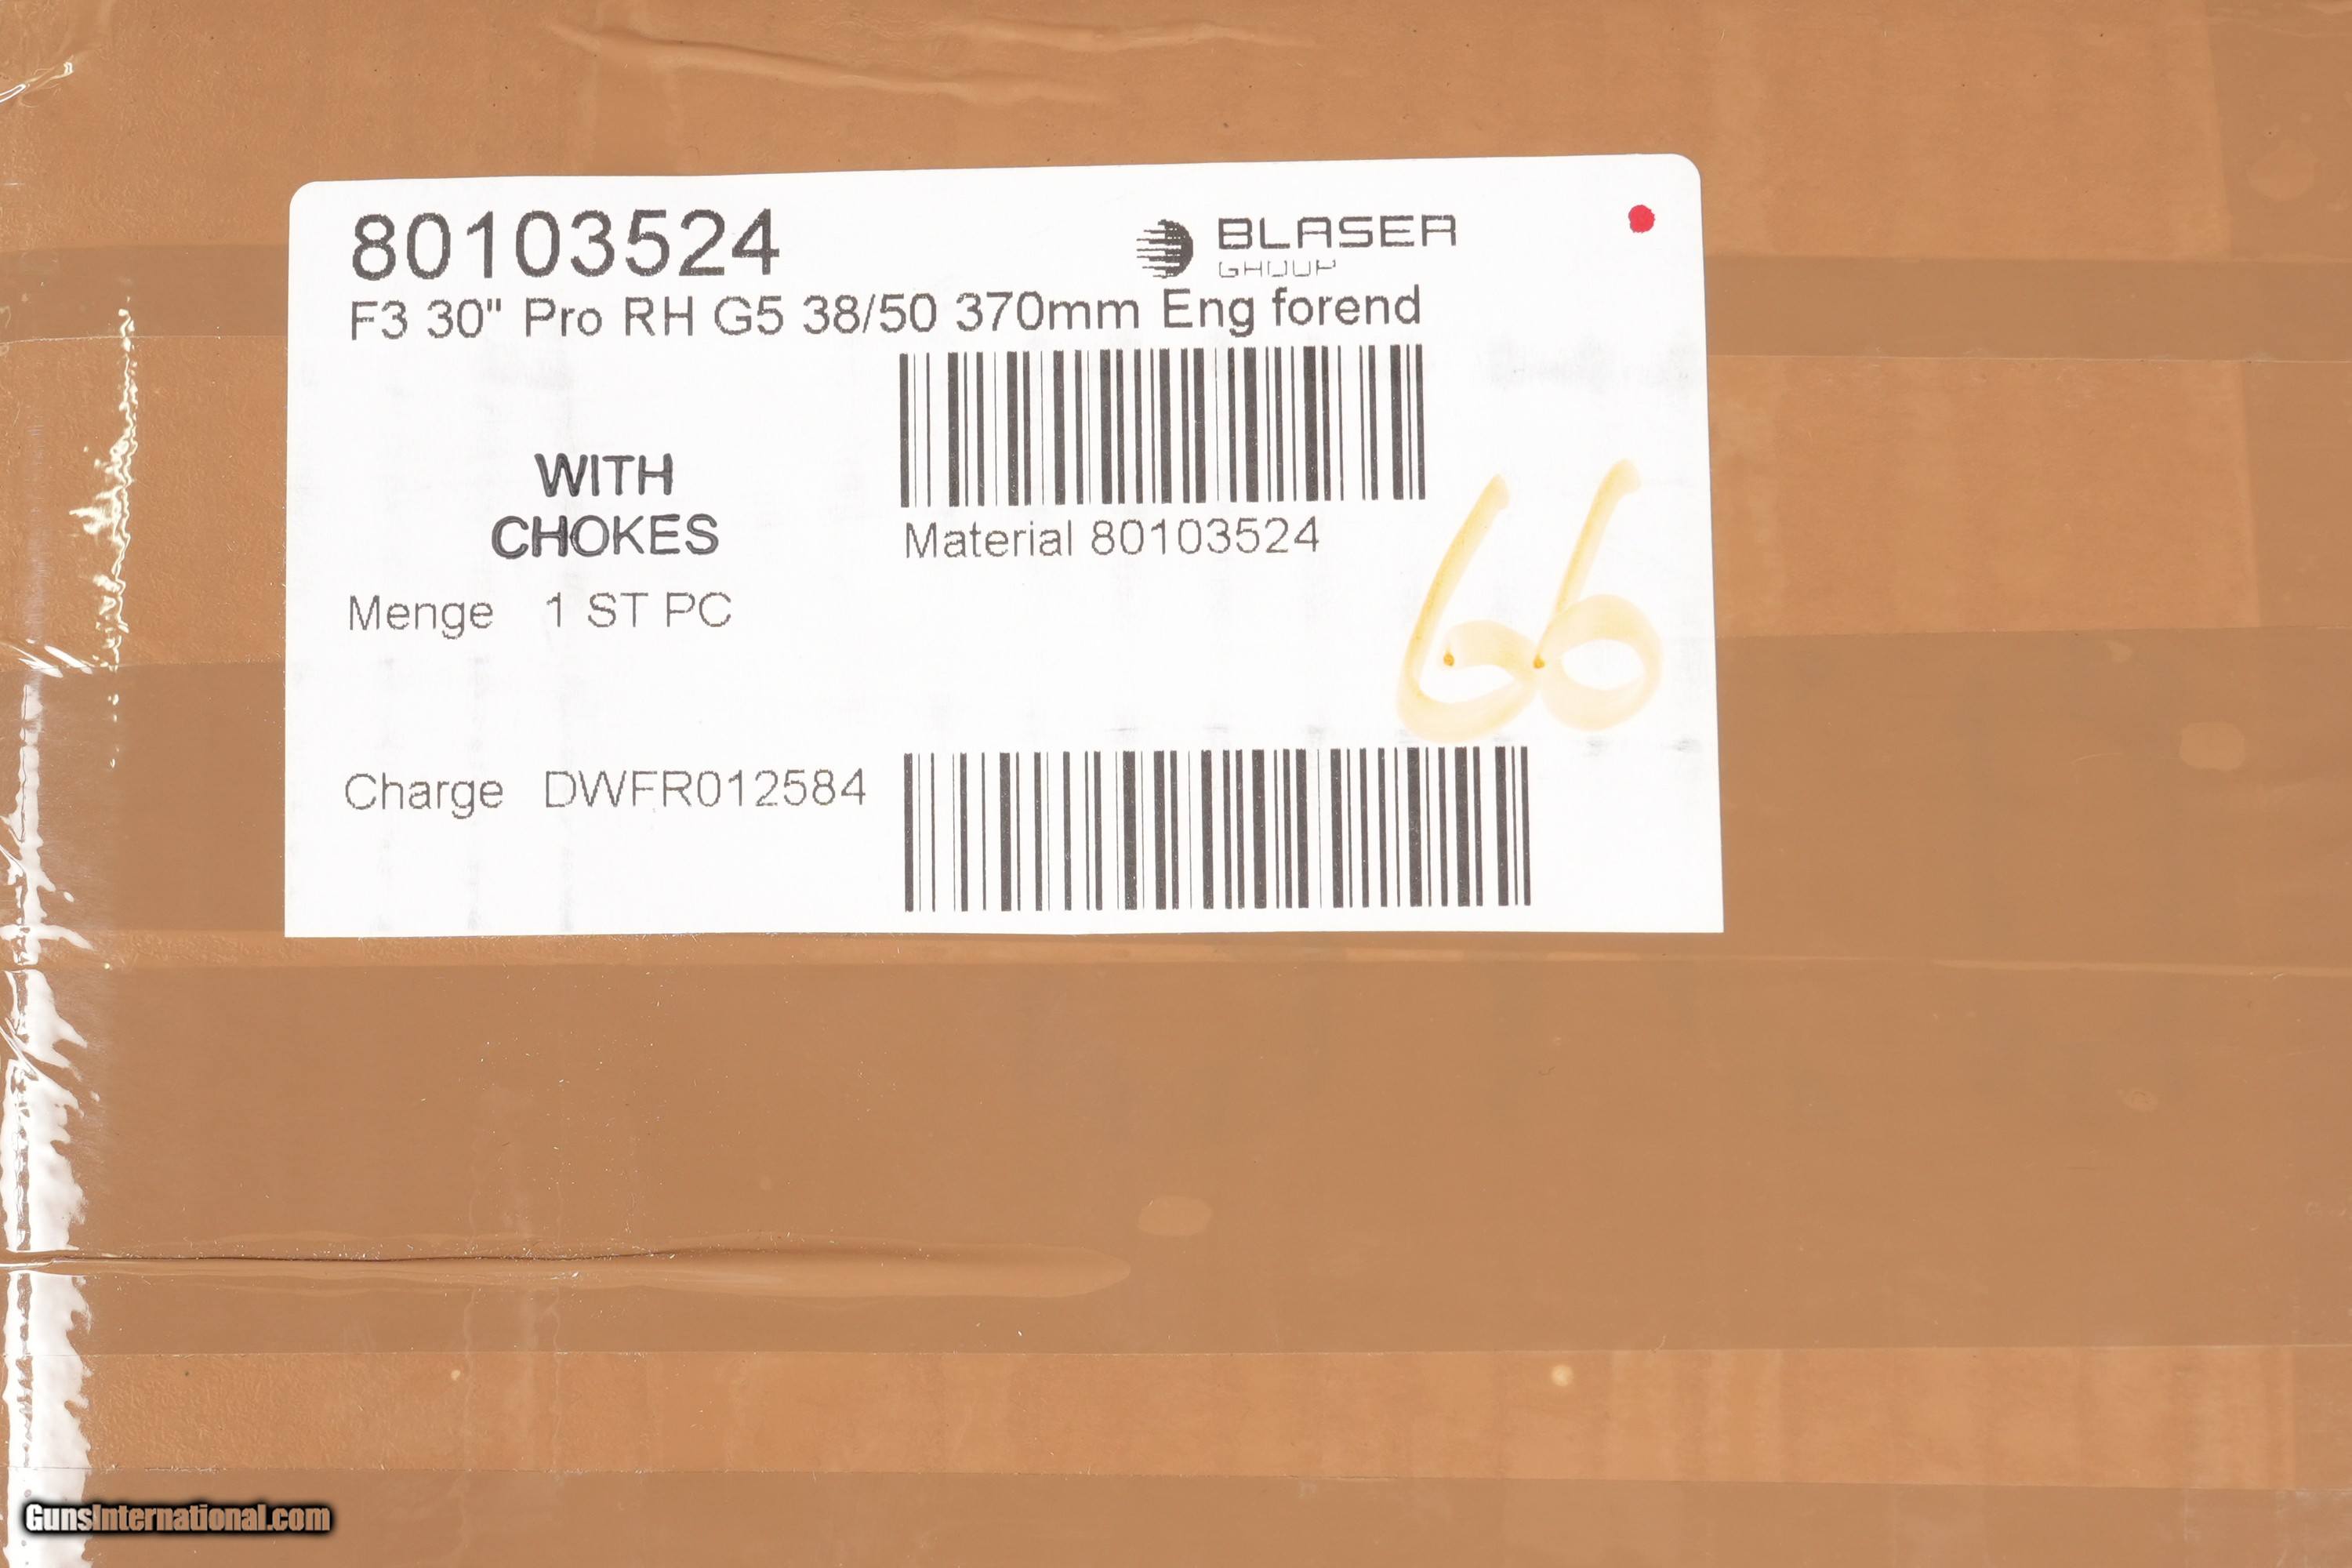 80103524
BLASER
GROUP
F3 30" Pro RH G5 38/50 370mm Eng forend
WITH
CHOKES
Material 80103524
Menge 1 ST PC
66
Charge DWFR012584
GunsInternational.com